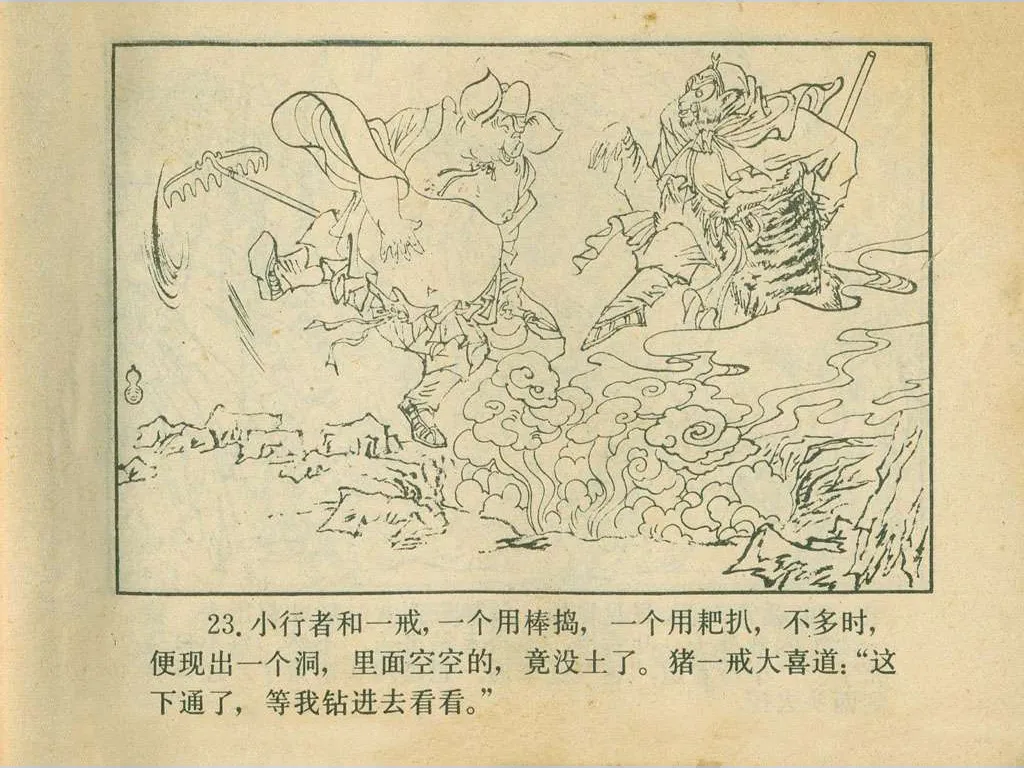 23. 小行者和一戒，一个用棒捣，一个用耙扒，不多时，
便现出一个洞，里面空空的，竟没土了。猪一戒大喜道：“这
下通了，等我钻进去看看。”